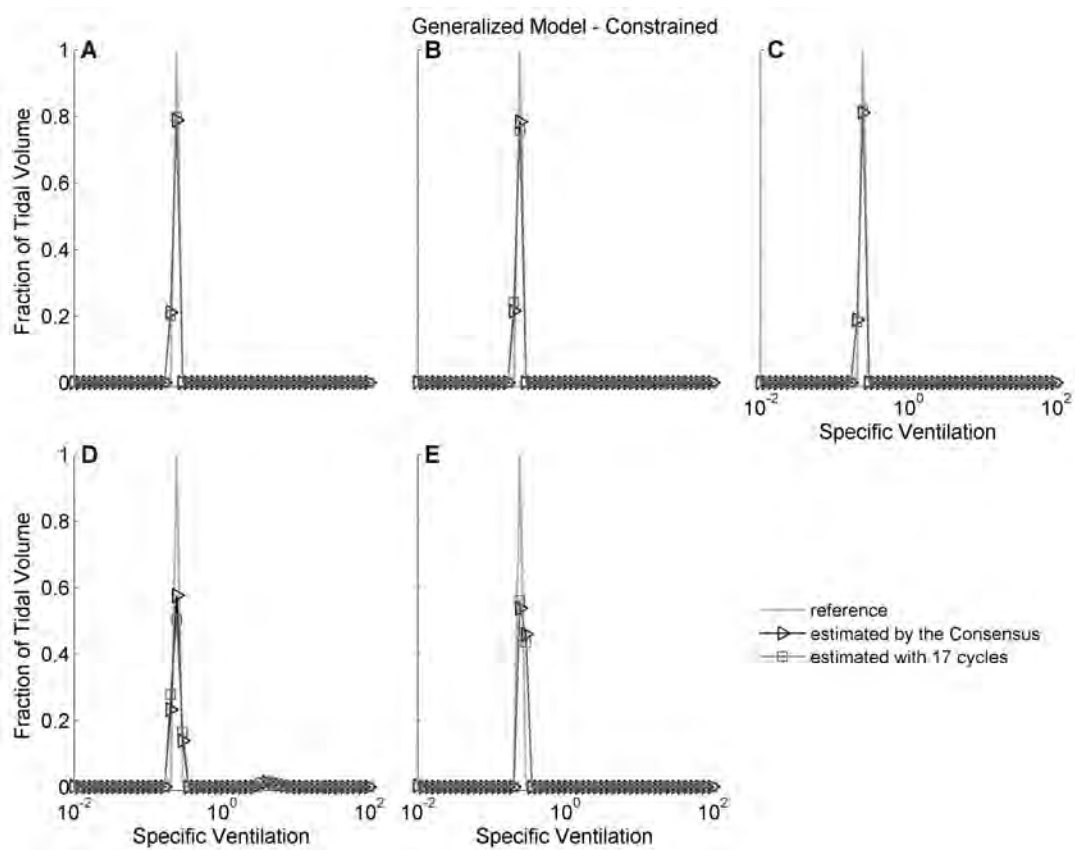 Generalized Model - Constrained
A
B
C
Fraction of Tidal Volume
1
0.8
0.6
0.4
0.2
0
10^-2
10^0
10^2
Specific Ventilation
D
E
Fraction of Tidal Volume
1
0.8
0.6
0.4
0.2
0
10^-2
10^0
10^2
Specific Ventilation
10^-2
10^0
10^2
Specific Ventilation
reference
estimated by the Consensus
estimated with 17 cycles